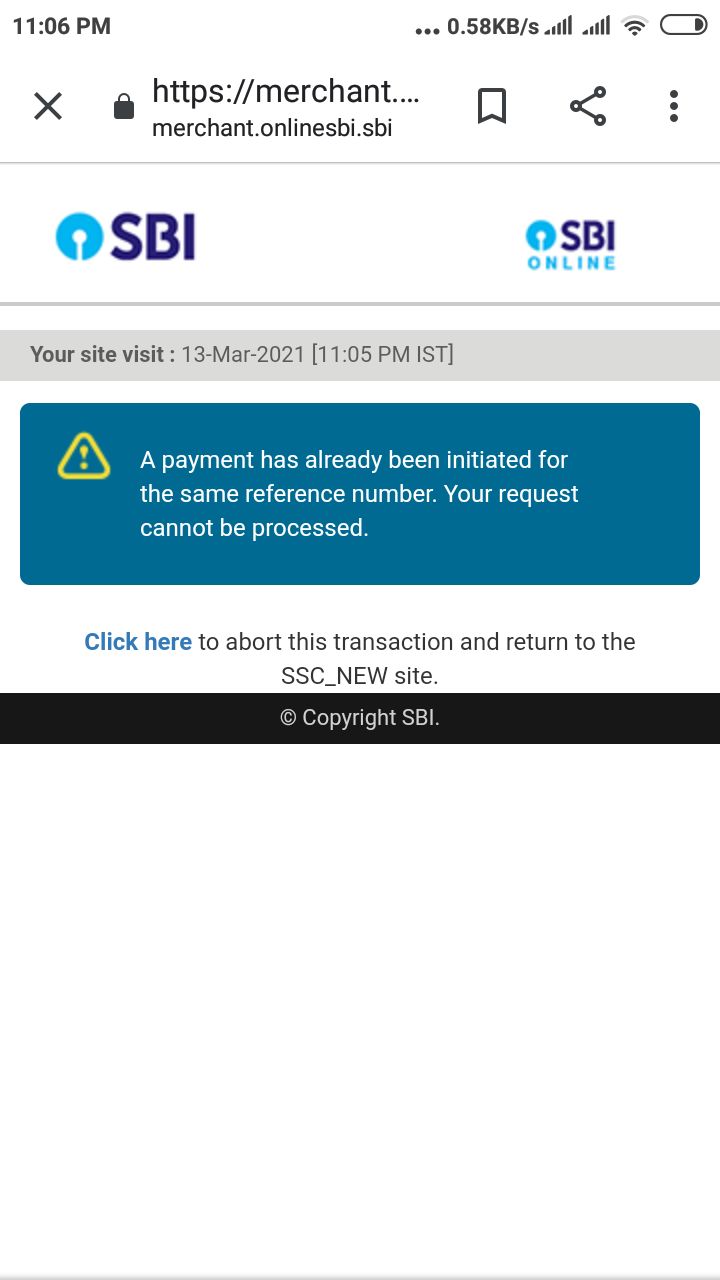 11:06 PM
... 0.58KB/s
https://merchant....
merchant.onlinesbi.sbi
SBI
SBI
ONLINE
Your site visit : 13-Mar-2021 [11:05 PM IST]
A payment has already been initiated for
the same reference number. Your request
cannot be processed.
Click here to abort this transaction and return to the
SSC_NEW site.
© Copyright SBI.